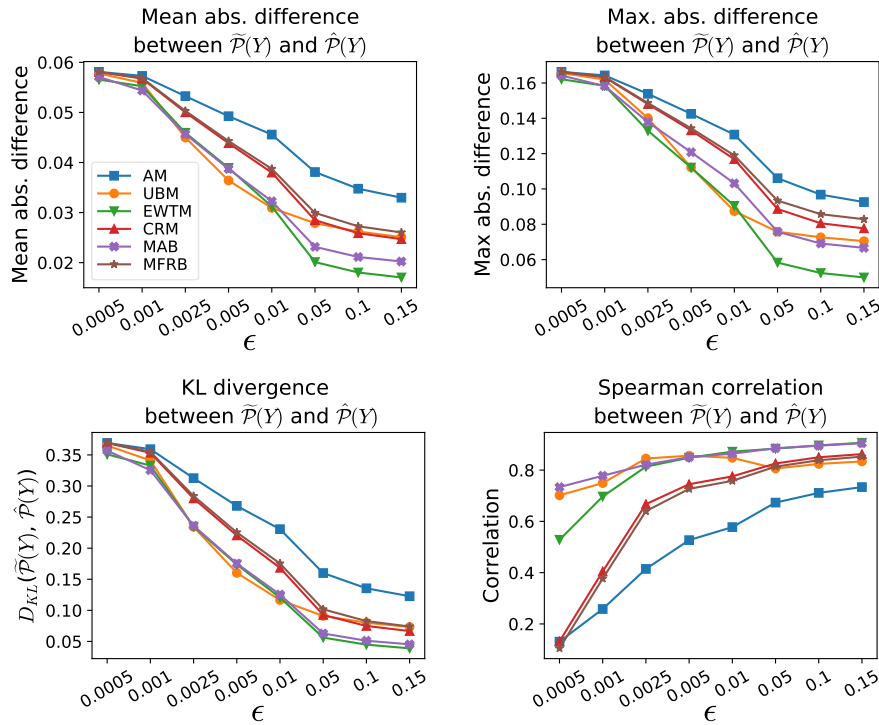 Mean abs. difference
between P̃(Y) and P̂(Y)
Mean abs. difference
0.06
0.05
0.04
0.03
0.02
AM
UBM
EWTM
CRM
MAB
MFRB
0.0005
0.001
0.0025
0.005
0.01
0.05
0.1
0.15
ϵ
Max. abs. difference
between P̃(Y) and P̂(Y)
Max abs. difference
0.16
0.14
0.12
0.10
0.08
0.06
0.0005
0.001
0.0025
0.005
0.01
0.05
0.1
0.15
ϵ
KL divergence
between P̃(Y) and P̂(Y)
D_KL(P̃(Y), P̂(Y))
0.35
0.30
0.25
0.20
0.15
0.10
0.05
0.0005
0.001
0.0025
0.005
0.01
0.05
0.1
0.15
ϵ
Spearman correlation
between P̃(Y) and P̂(Y)
Correlation
0.8
0.6
0.4
0.2
0.0005
0.001
0.0025
0.005
0.01
0.05
0.1
0.15
ϵ